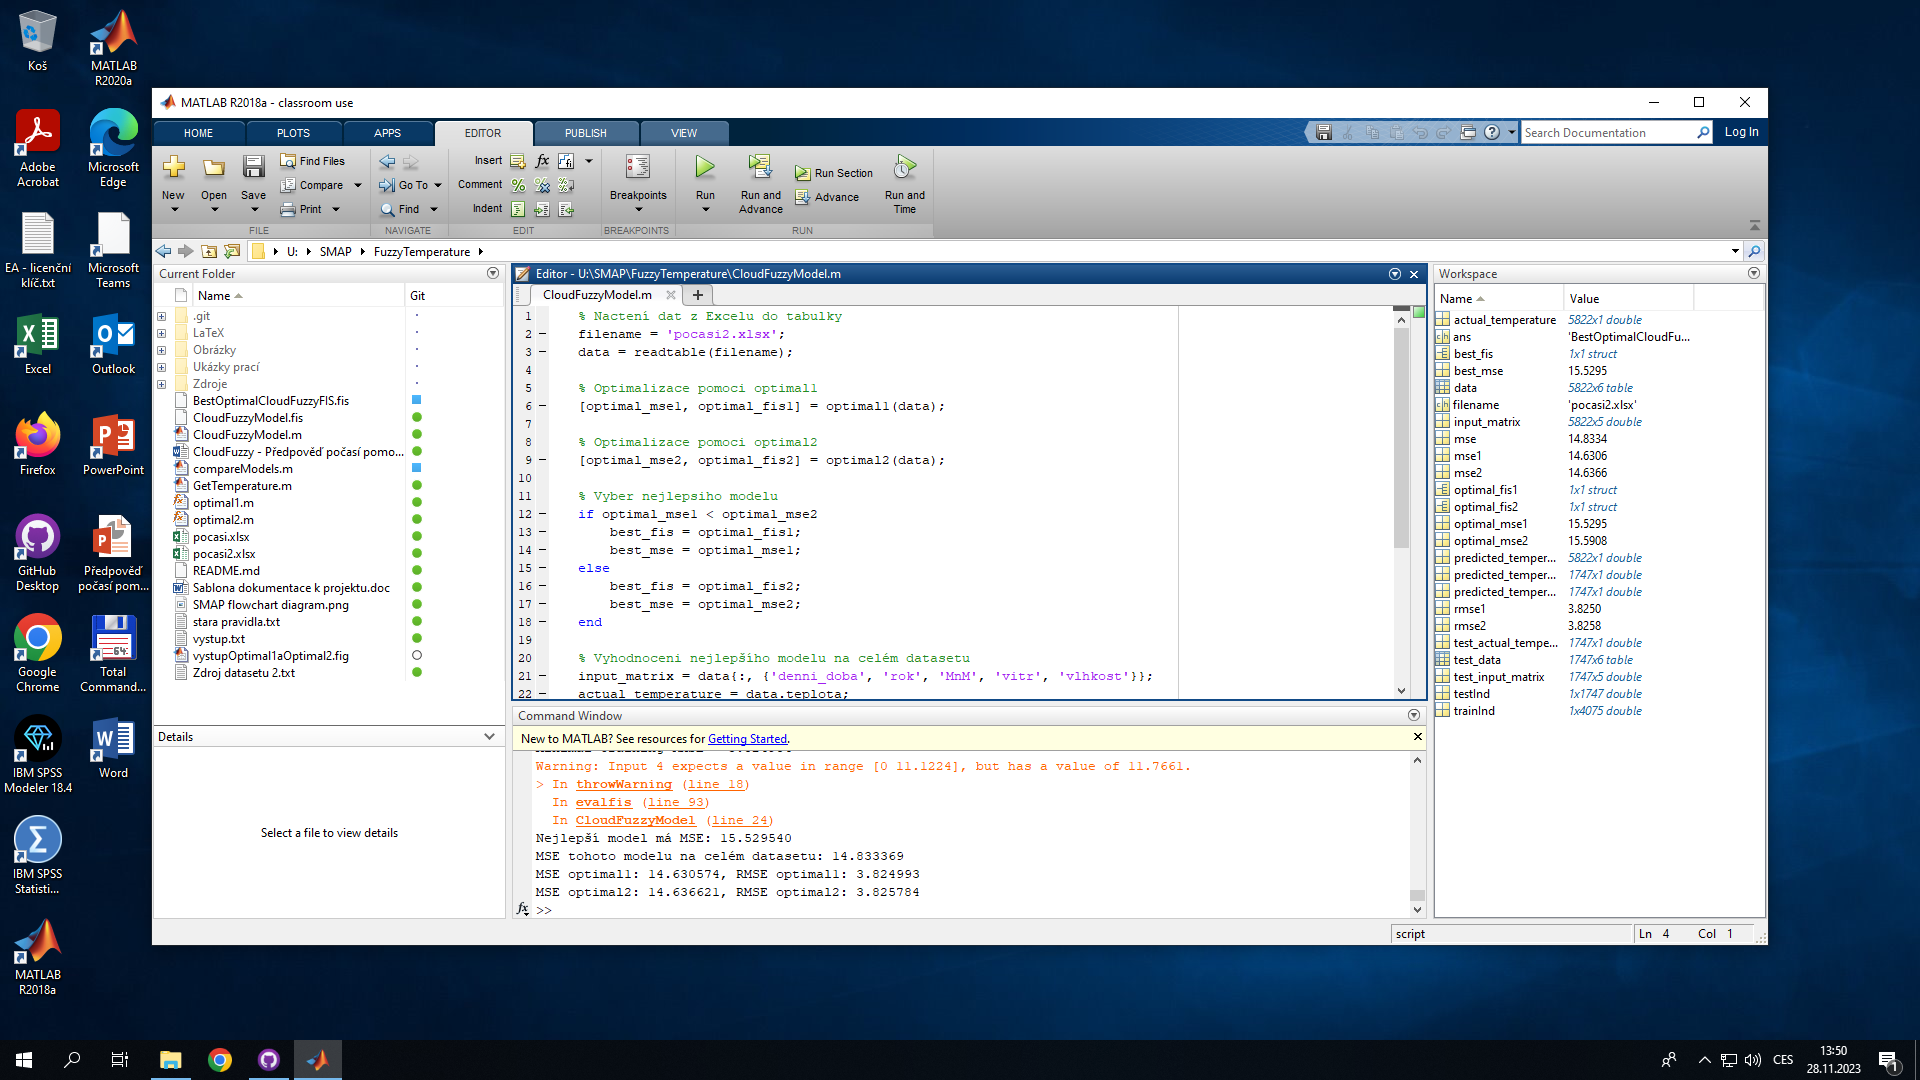 Koš
MATLAB R2020a
Adobe Acrobat
Microsoft Edge
EA - licenční klíč.txt
Microsoft Teams
Excel
Outlook
Firefox
PowerPoint
GitHub Desktop
Předpověď počasí pom...
Google Chrome
Total Command...
IBM SPSS Modeler 18.4
Word
IBM SPSS Statisti...
MATLAB R2018a
MATLAB R2018a - classroom use
HOME PLOTS APPS EDITOR PUBLISH VIEW
Search Documentation
Log In
New Open Save Find Files Compare Print
Go To Find
Insert Comment Indent
Breakpoints
Run Run and Advance Run Section Advance Run and Time
FILE NAVIGATE EDIT BREAKPOINTS RUN
U: SMAP FuzzyTemperature
Current Folder
Name Git
.git
LaTeX
Obrázky
Ukázky prací
Zdroje
BestOptimalCloudFuzzyFIS.fis
CloudFuzzyModel.fis
CloudFuzzyModel.m
CloudFuzzy - Předpověď počasí pomo...
compareModels.m
GetTemperature.m
optimal1.m
optimal2.m
pocasi.xlsx
pocasi2.xlsx
README.md
Sablona dokumentace k projektu.doc
SMAP flowchart diagram.png
stara pravidla.txt
vystup.txt
vystupOptimal1aOptimal2.fig
Zdroj datasetu 2.txt
Details
Select a file to view details
Editor - U:\SMAP\FuzzyTemperature\CloudFuzzyModel.m
CloudFuzzyModel.m
1 % Nactení dat z Excelu do tabulky
2 filename = 'pocasi2.xlsx';
3 data = readtable(filename);
4
5 % Optimalizace pomoci optimal1
6 [optimal_mse1, optimal_fis1] = optimal1(data);
7
8 % Optimalizace pomoci optimal2
9 [optimal_mse2, optimal_fis2] = optimal2(data);
10
11 % Vyber nejlepsiho modelu
12 if optimal_mse1 < optimal_mse2
13 best_fis = optimal_fis1;
14 best_mse = optimal_mse1;
15 else
16 best_fis = optimal_fis2;
17 best_mse = optimal_mse2;
18 end
19
20 % Vyhodnoceni nejlepšího modelu na celém datasetu
21 input_matrix = data{:, {'denni_doba', 'rok', 'MnM', 'vitr', 'vlhkost'}};
22 actual_temperature = data.teplota;
Command Window
New to MATLAB? See resources for Getting Started.
Warning: Input 4 expects a value in range [0 11.1224], but has a value of 11.7661.
> In throwWarning (line 18)
In evalfis (line 93)
In CloudFuzzyModel (line 24)
Nejlepší model má MSE: 15.529540
MSE tohoto modelu na celém datasetu: 14.833369
MSE optimal1: 14.630574, RMSE optimal1: 3.824993
MSE optimal2: 14.636621, RMSE optimal2: 3.825784
fx >>
Workspace
Name Value
actual_temperature 5822x1 double
ans 'BestOptimalCloudFu...
best_fis 1x1 struct
best_mse 15.5295
data 5822x6 table
filename 'pocasi2.xlsx'
input_matrix 5822x5 double
mse 14.8334
mse1 14.6306
mse2 14.6366
optimal_fis1 1x1 struct
optimal_fis2 1x1 struct
optimal_mse1 15.5295
optimal_mse2 15.5908
predicted_temper... 5822x1 double
predicted_temper... 1747x1 double
predicted_temper... 1747x1 double
rmse1 3.8250
rmse2 3.8258
test_actual_tempe... 1747x1 double
test_data 1747x6 table
test_input_matrix 1747x5 double
testInd 1x1747 double
trainInd 1x4075 double
script
Ln 4 Col 1
CES
13:50
28.11.2023
1